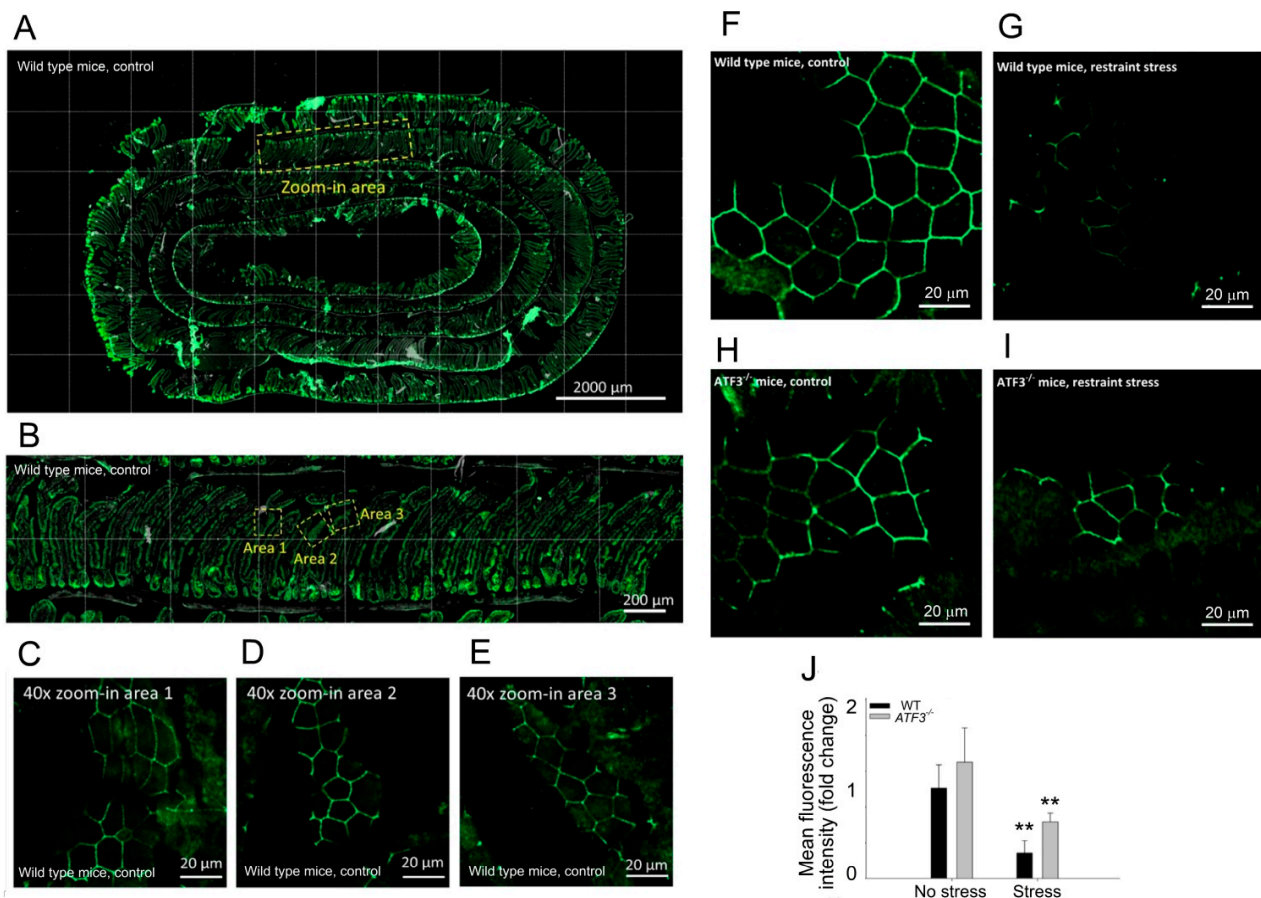 A
Wild type mice, control
Zoom-in area
2000 μm
B
Wild type mice, control
Area 1
Area 2
Area 3
200 μm
C
40x zoom-in area 1
20 μm
Wild type mice, control
D
40x zoom-in area 2
20 μm
Wild type mice, control
E
40x zoom-in area 3
20 μm
Wild type mice, control
F
Wild type mice, control
20 μm
G
Wild type mice, restraint stress
20 μm
H
ATF3-/- mice, control
20 μm
I
ATF3-/- mice, restraint stress
20 μm
J
Mean fluorescence
intensity (fold change)
2
1
0
WT
ATF3-/-
**
**
No stress
Stress